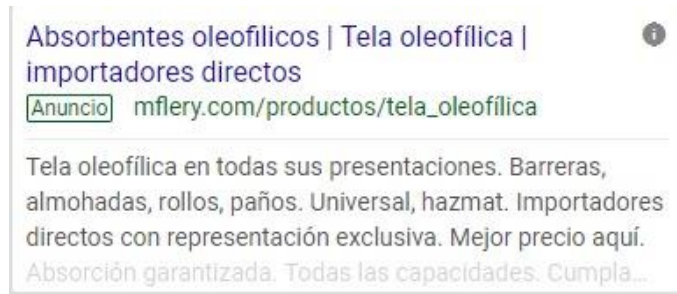 Absorbentes oleofilicos | Tela oleofílica |
importadores directos
Anuncio mflery.com/productos/tela_oleofílica
Tela oleofílica en todas sus presentaciones. Barreras,
almohadas, rollos, paños. Universal, hazmat. Importadores
directos con representación exclusiva. Mejor precio aquí.
Absorción garantizada. Todas las capacidades. Cumpla...